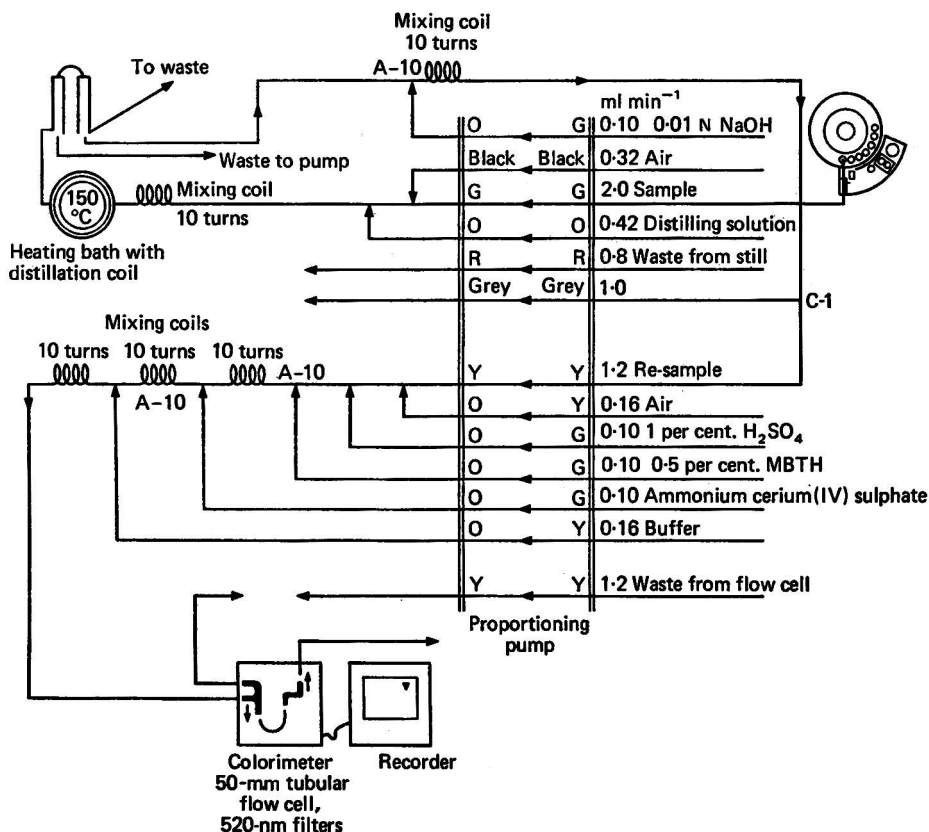 Mixing coil
10 turns
A-10
To waste
ml min⁻¹
O G 0·10 0·01 N NaOH
Waste to pump
Black Black 0·32 Air
150
°C
Mixing coil
10 turns
G G 2·0 Sample
O O 0·42 Distilling solution
Heating bath with
distillation coil
R R 0·8 Waste from still
Grey Grey 1·0
C-1
Mixing coils
10 turns 10 turns 10 turns
A-10
A-10
Y Y 1·2 Re-sample
O Y 0·16 Air
O G 0·10 1 per cent. H₂SO₄
O G 0·10 0·5 per cent. MBTH
O G 0·10 Ammonium cerium(IV) sulphate
O Y 0·16 Buffer
Y Y 1·2 Waste from flow cell
Proportioning
pump
Colorimeter
50-mm tubular
flow cell,
520-nm filters
Recorder